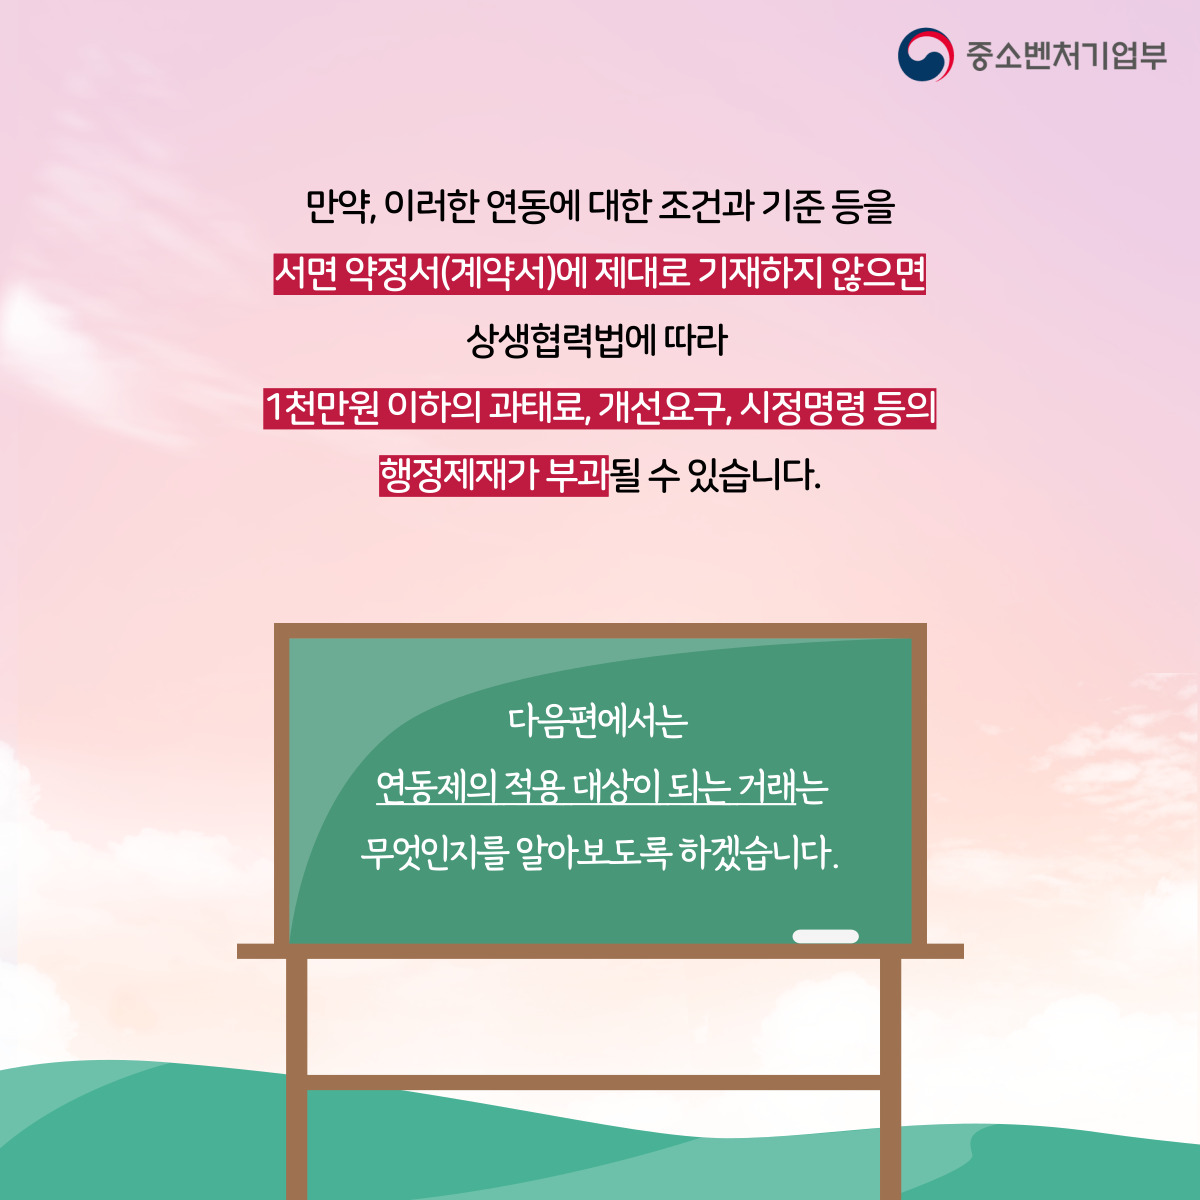 중소벤처기업부
만약, 이러한 연동에 대한 조건과 기준 등을
서면 약정서(계약서)에 제대로 기재하지 않으면
상생협력법에 따라
1천만원 이하의 과태료, 개선요구, 시정명령 등의
행정제재가 부과될 수 있습니다.
다음편에서는
연동제의 적용 대상이 되는 거래는
무엇인지를 알아보도록 하겠습니다.